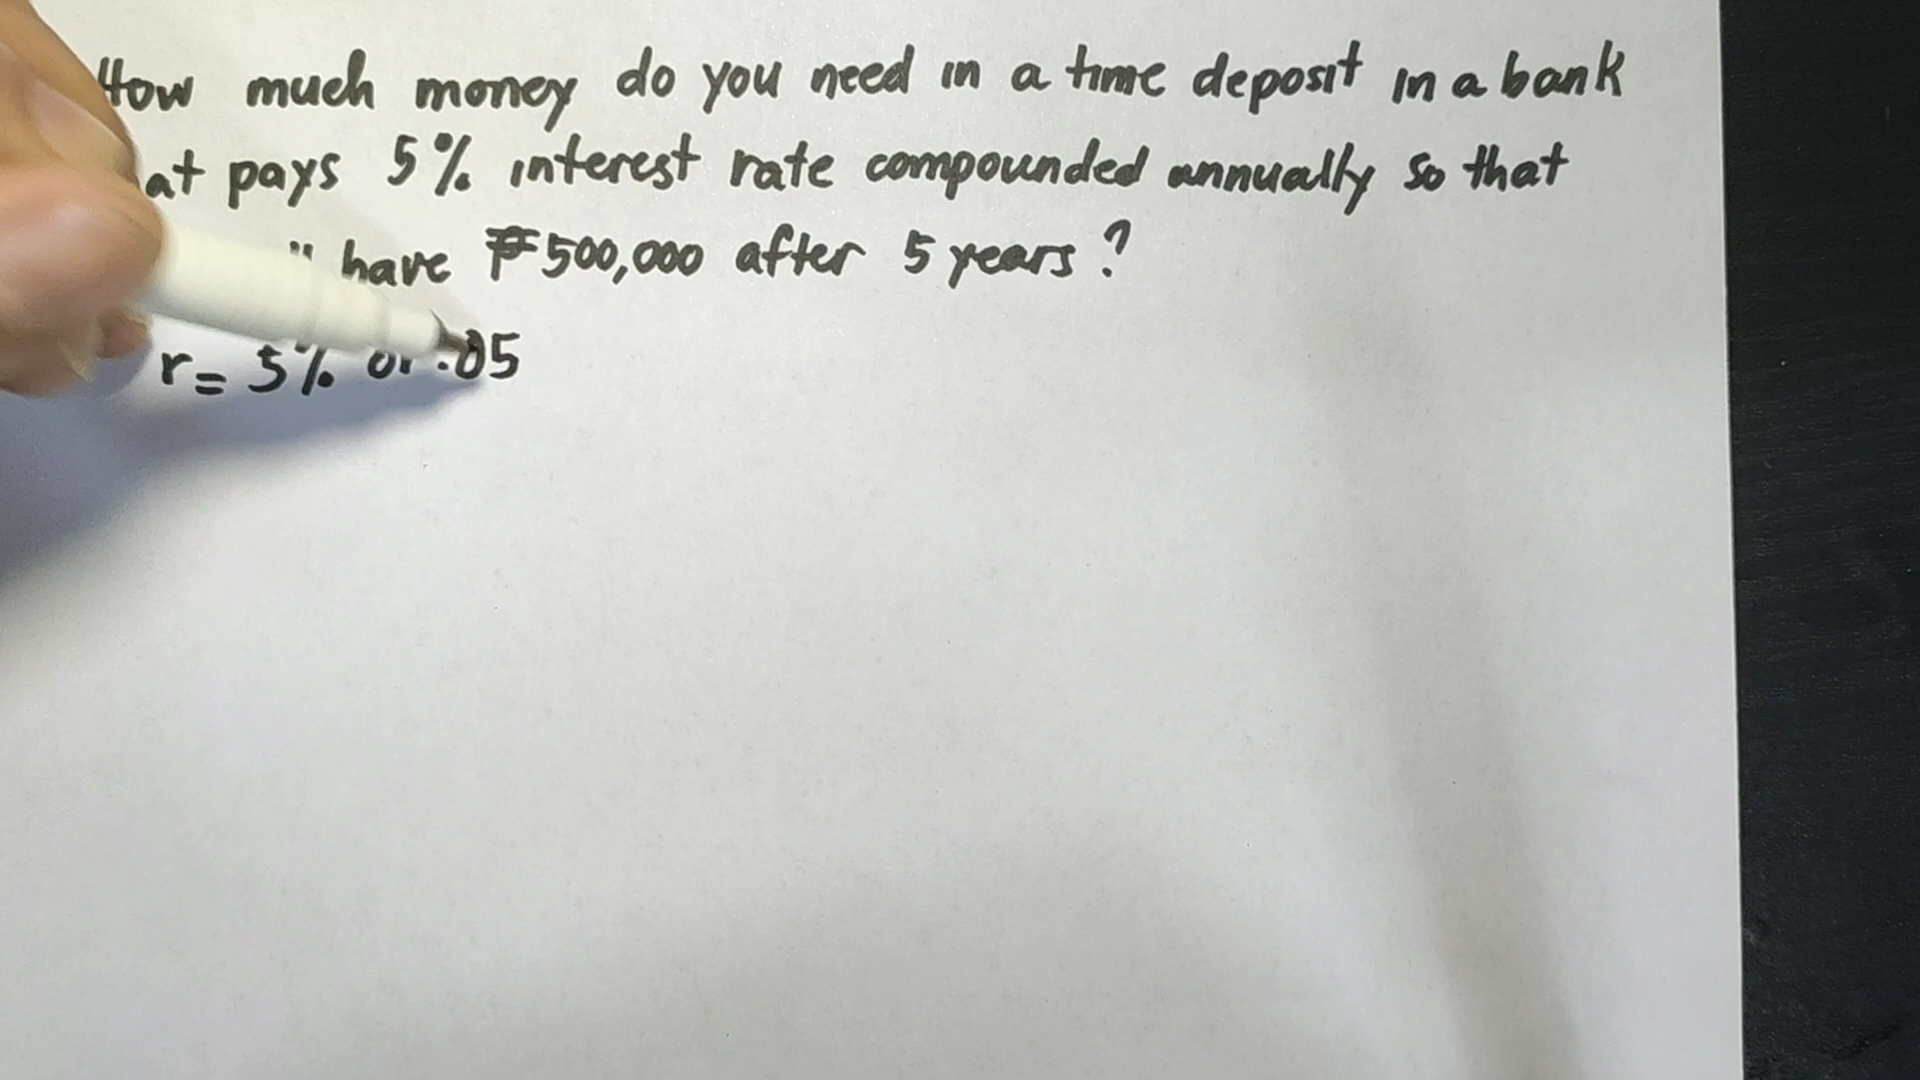 How much money do you need in a time deposit in a bank
at pays 5% interest rate compounded annually so that
have ₱500,000 after 5 years?
r = 5% or .05